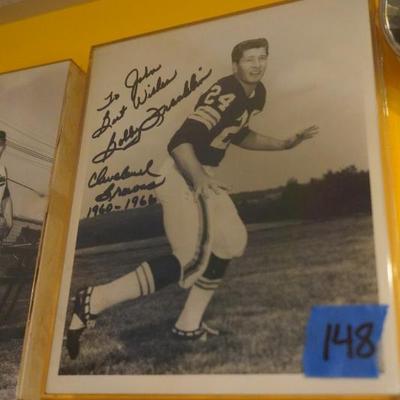 To John
Best Wishes
Bobby Franklin
Cleveland
Browns
1960-1966
24
148